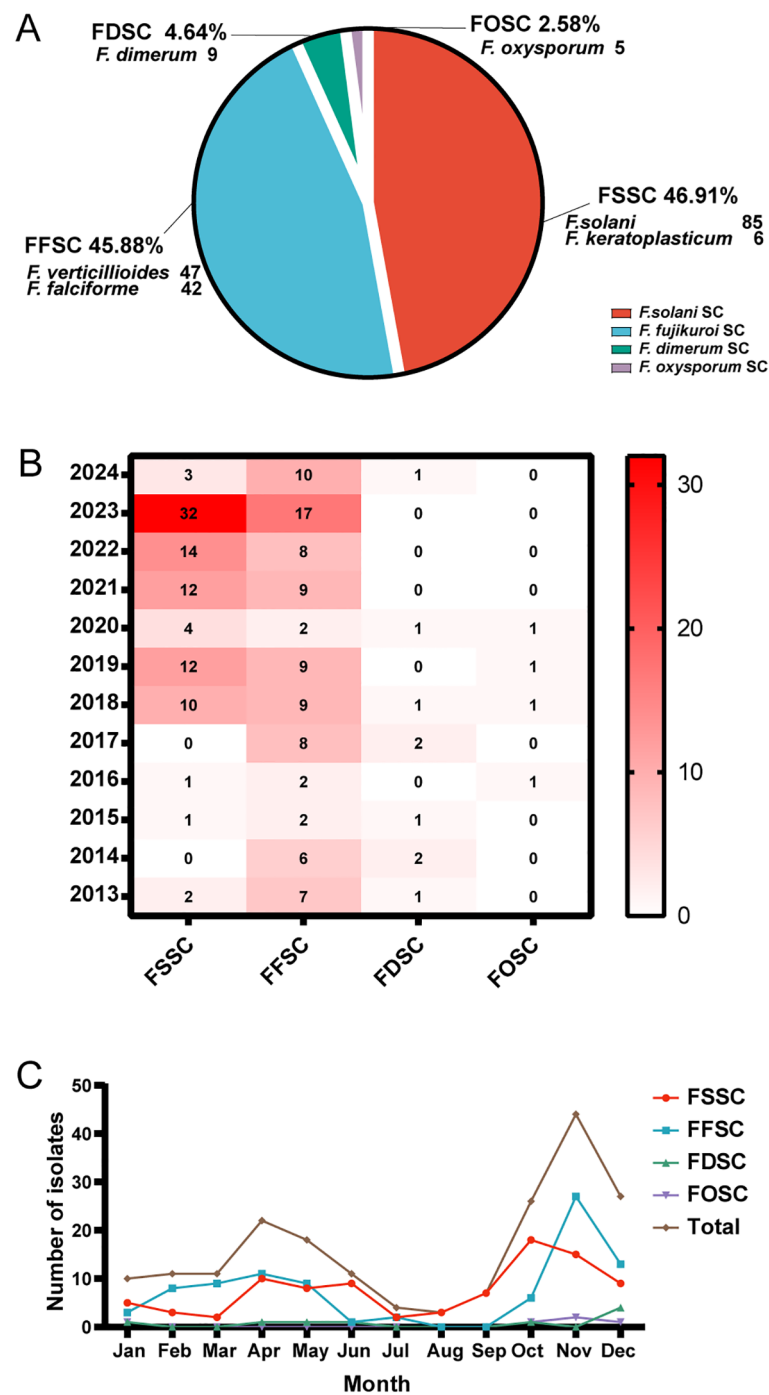 A
FDSC 4.64%
F. dimerum 9
FOSC 2.58%
F. oxysporum 5
FSSC 46.91%
F.solani 85
F. keratoplasticum 6
FFSC 45.88%
F. verticillioides 47
F. falciforme 42
F.solani SC
F. fujikuroi SC
F. dimerum SC
F. oxysporum SC
B
2024 3 10 1 0
2023 32 17 0 0
2022 14 8 0 0
2021 12 9 0 0
2020 4 2 1 1
2019 12 9 0 1
2018 10 9 1 1
2017 0 8 2 0
2016 1 2 0 1
2015 1 2 1 0
2014 0 6 2 0
2013 2 7 1 0
FSSC FFSC FDSC FOSC
30
20
10
0
C
Number of isolates
50
40
30
20
10
0
Jan Feb Mar Apr May Jun Jul Aug Sep Oct Nov Dec
Month
FSSC
FFSC
FDSC
FOSC
Total